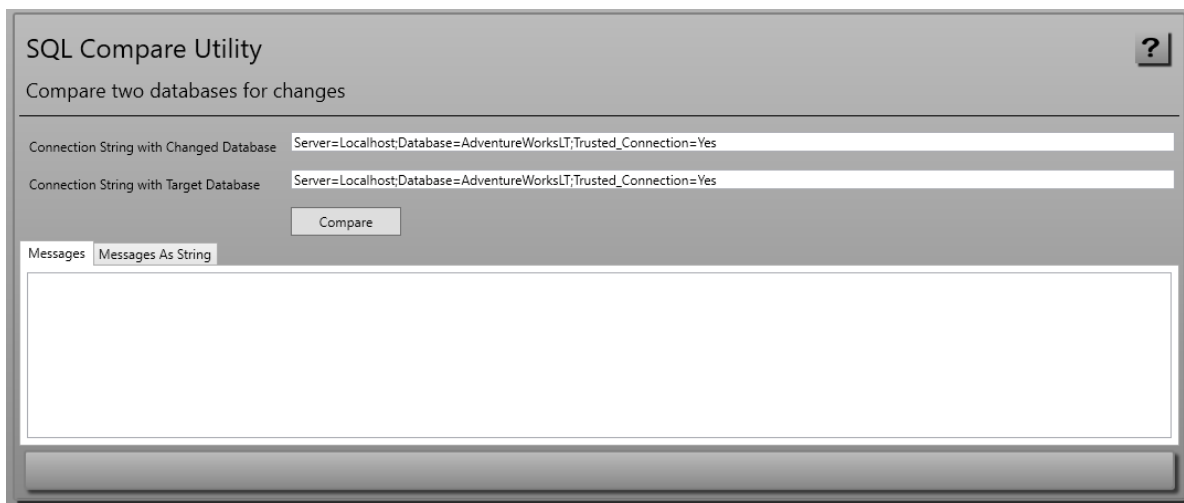 SQL Compare Utility
?
Compare two databases for changes
Connection String with Changed Database Server=Localhost;Database=AdventureWorksLT;Trusted_Connection=Yes
Connection String with Target Database Server=Localhost;Database=AdventureWorksLT;Trusted_Connection=Yes
Compare
Messages Messages As String